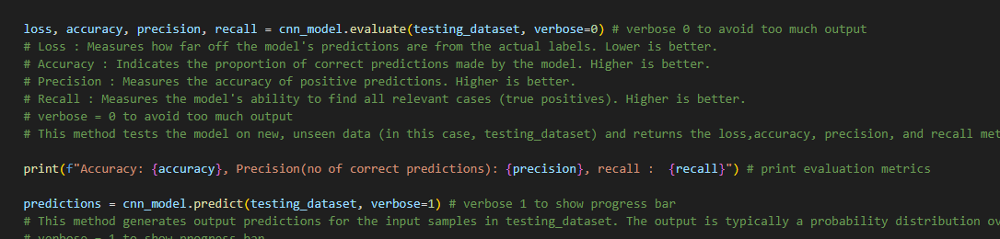 loss, accuracy, precision, recall = cnn_model.evaluate(testing_dataset, verbose=0) # verbose 0 to avoid too much output
# Loss : Measures how far off the model's predictions are from the actual labels. Lower is better.
# Accuracy : Indicates the proportion of correct predictions made by the model. Higher is better.
# Precision : Measures the accuracy of positive predictions. Higher is better.
# Recall : Measures the model's ability to find all relevant cases (true positives). Higher is better.
# verbose = 0 to avoid too much output
# This method tests the model on new, unseen data (in this case, testing_dataset) and returns the loss,accuracy, precision, and recall met
print(f"Accuracy: {accuracy}, Precision(no of correct predictions): {precision}, recall :  {recall}") # print evaluation metrics
predictions = cnn_model.predict(testing_dataset, verbose=1) # verbose 1 to show progress bar
# This method generates output predictions for the input samples in testing_dataset. The output is typically a probability distribution ov
# verbose = 1 to show progress bar